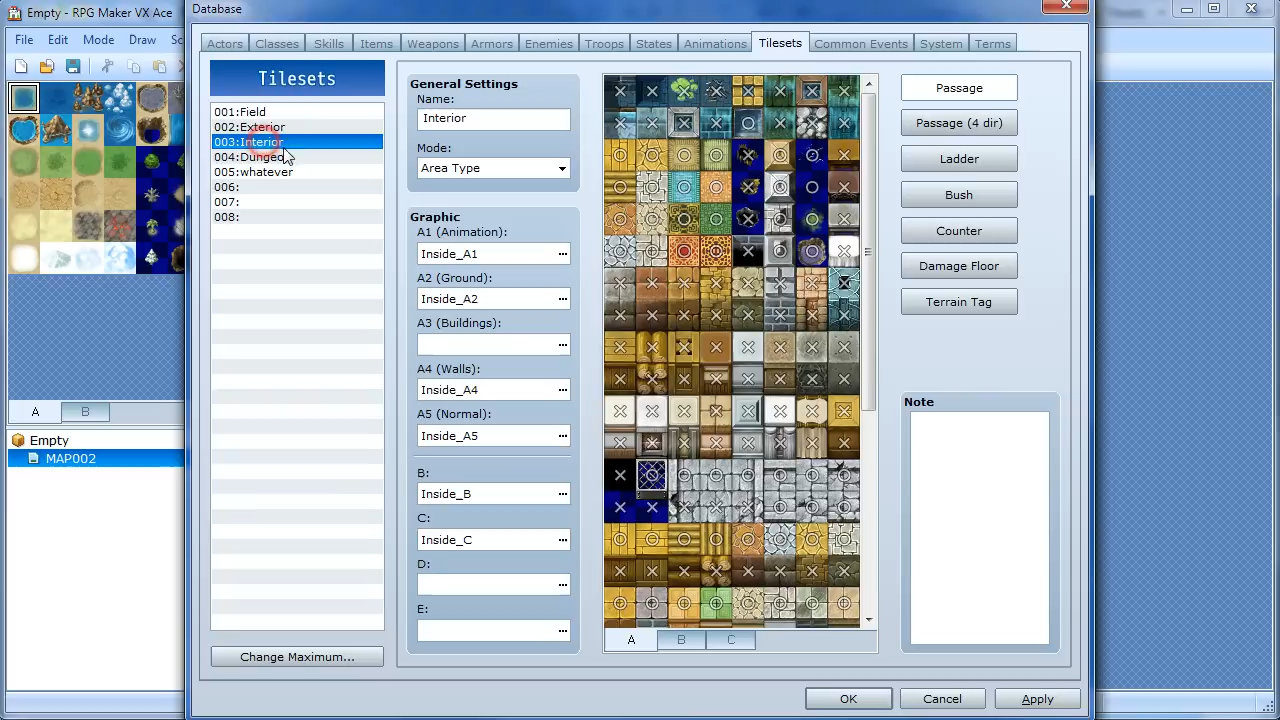 Empty - RPG Maker VX Ace
Database
File Edit Mode Draw Sc
Actors Classes Skills Items Weapons Armors Enemies Troops States Animations Tilesets Common Events System Terms
Tilesets
001:Field
002:Exterior
003:Interior
004:Dungeo
005:whatever
006:
007:
008:
Change Maximum...
General Settings
Name:
Interior
Mode:
Area Type
Graphic
A1 (Animation):
Inside_A1
A2 (Ground):
Inside_A2
A3 (Buildings):
A4 (Walls):
Inside_A4
A5 (Normal):
Inside_A5
B:
Inside_B
C:
Inside_C
D:
E:
A B C
Passage
Passage (4 dir)
Ladder
Bush
Counter
Damage Floor
Terrain Tag
Note
A B
Empty
MAP002
OK Cancel Apply